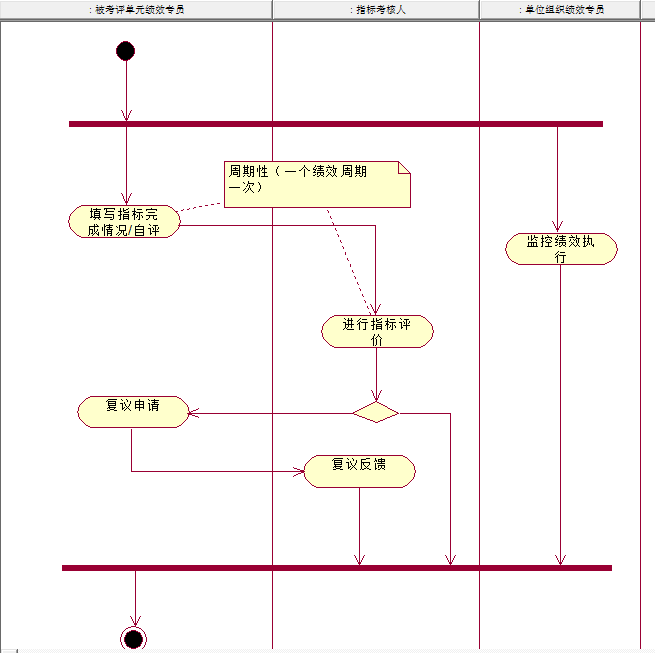 : 被考评单元绩效专员
: 指标考核人
: 单位组织绩效专员
周期性（一个绩效周期
一次）
填写指标完
成情况/自评
监控绩效执
行
进行指标评
价
复议申请
复议反馈